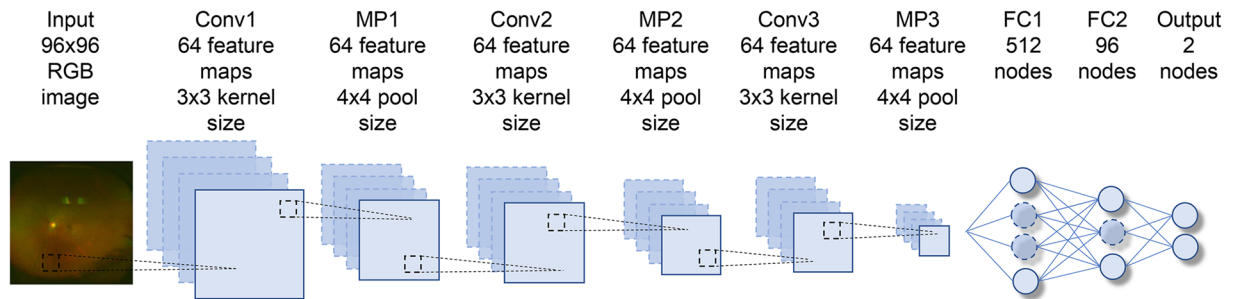 Input
96x96
RGB
image
Conv1
64 feature
maps
3x3 kernel
size
MP1
64 feature
maps
4x4 pool
size
Conv2
64 feature
maps
3x3 kernel
size
MP2
64 feature
maps
4x4 pool
size
Conv3
64 feature
maps
3x3 kernel
size
MP3
64 feature
maps
4x4 pool
size
FC1
512
nodes
FC2
96
nodes
Output
2
nodes